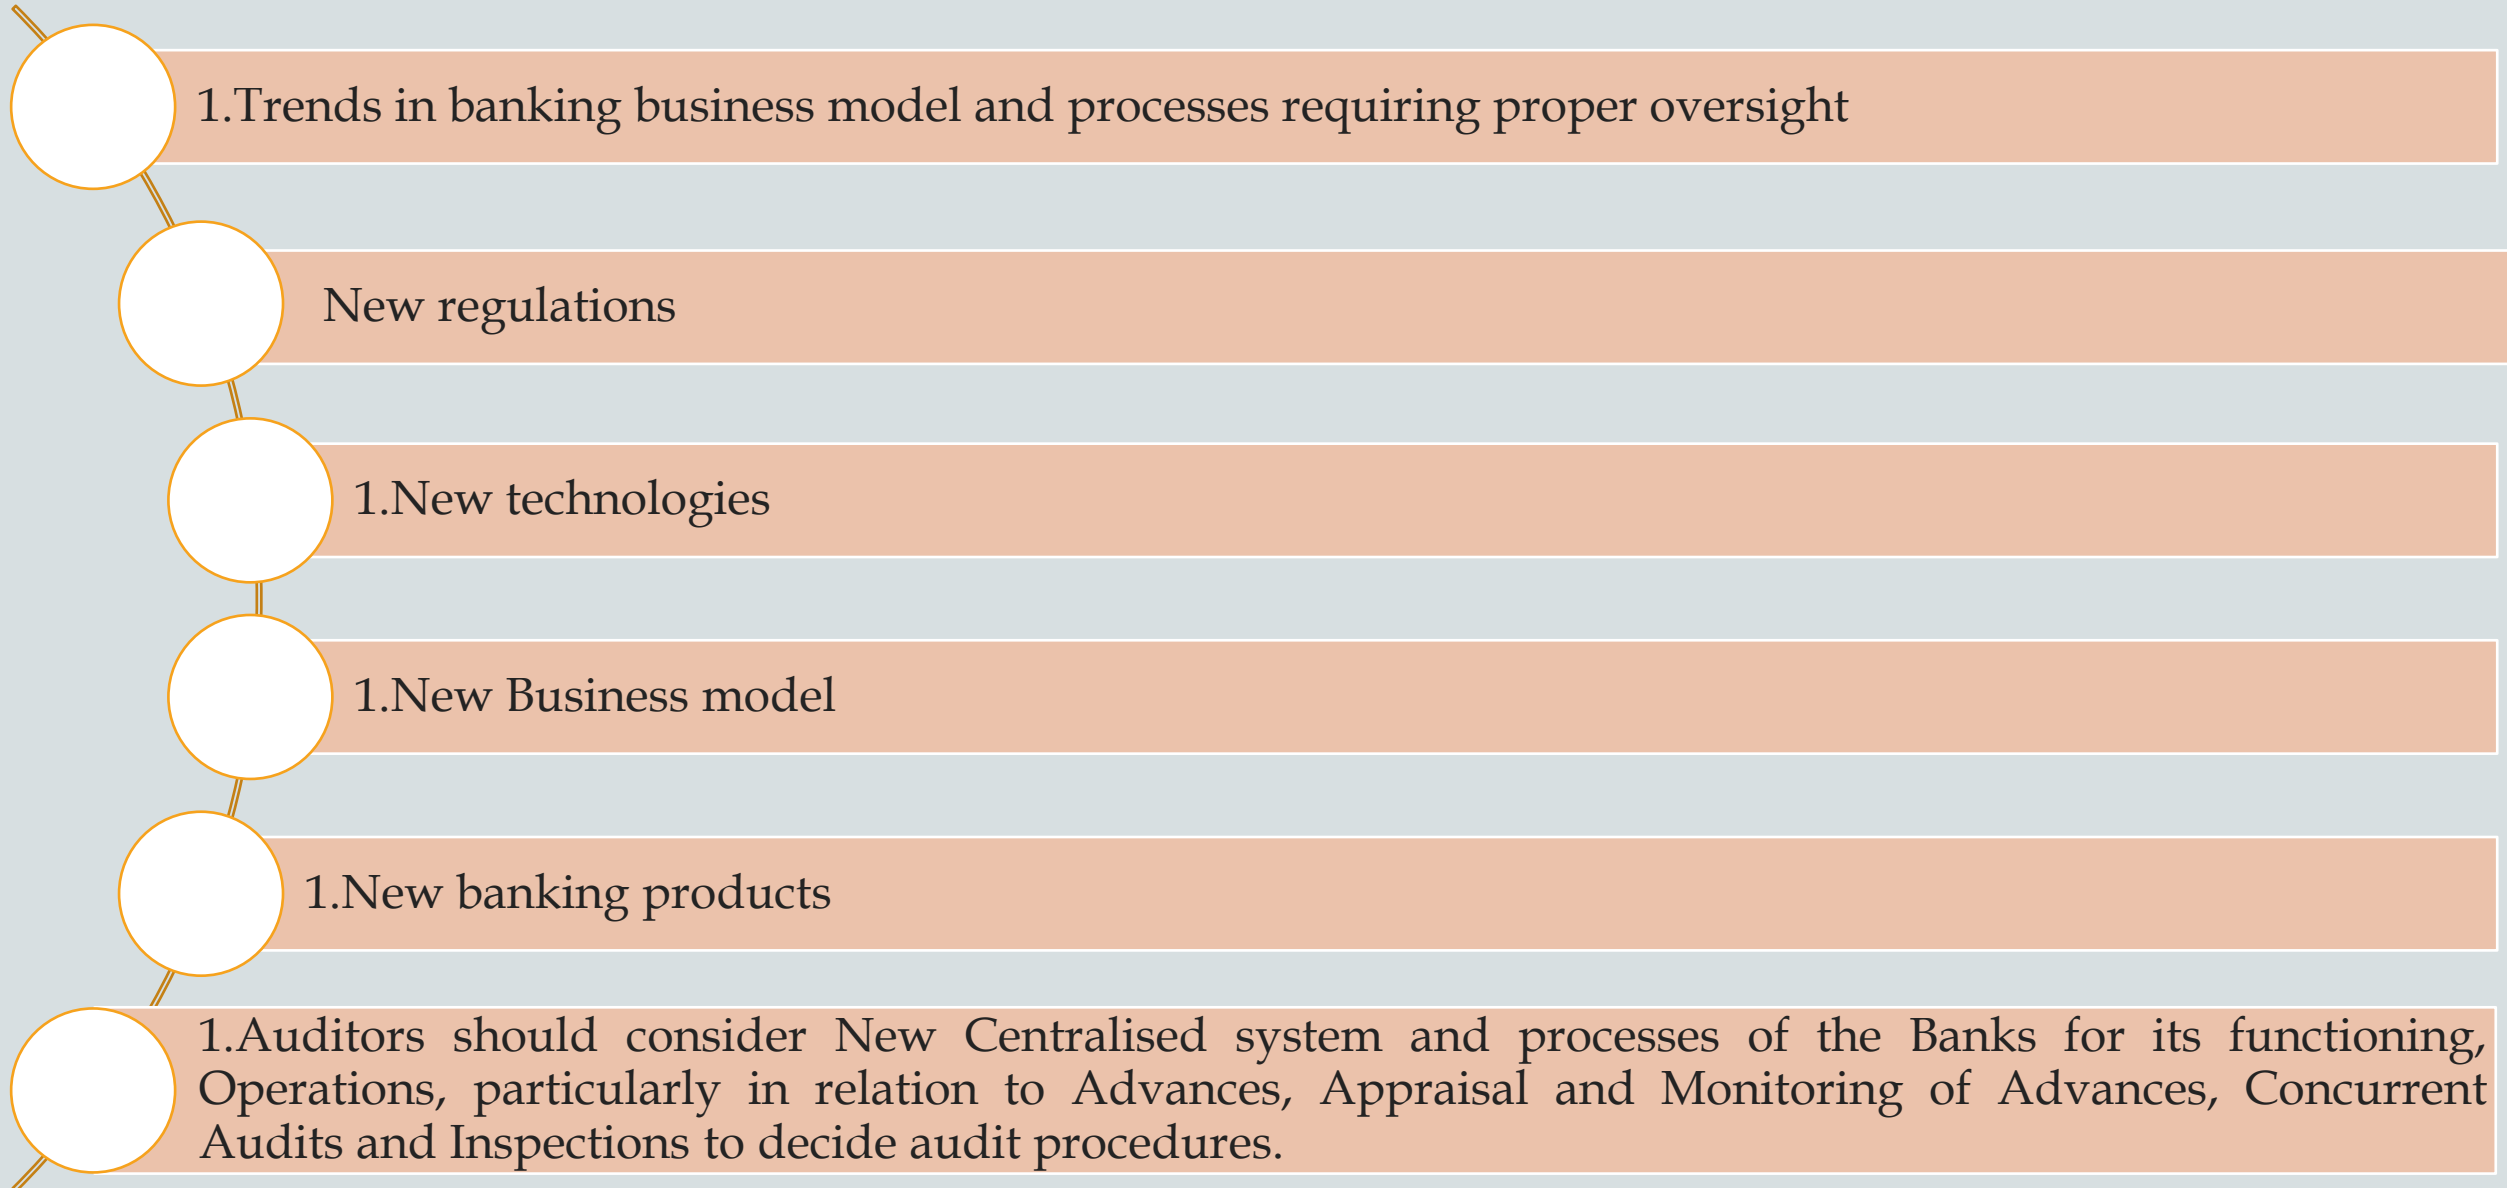 1.Trends in banking business model and processes requiring proper oversight
New regulations
1.New technologies
1.New Business model
1.New banking products
1.Auditors should consider New Centralised system and processes of the Banks for its functioning,
Operations, particularly in relation to Advances, Appraisal and Monitoring of Advances, Concurrent
Audits and Inspections to decide audit procedures.